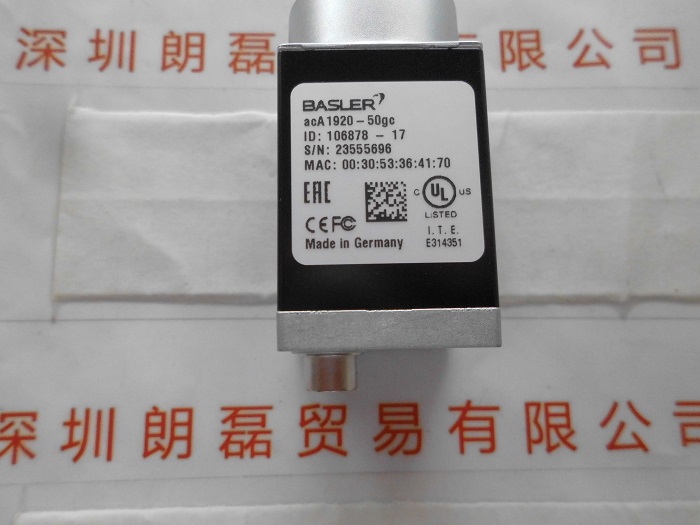 深圳朗磊贸易有限公司
BASLER
acA1920-50gc
ID: 106878 - 17
S/N: 23555696
MAC: 00:30:53:36:41:70
EAC
C UL US
LISTED
CE FC
I.T.E.
Made in Germany
E314351
深圳朗磊贸易有限公司